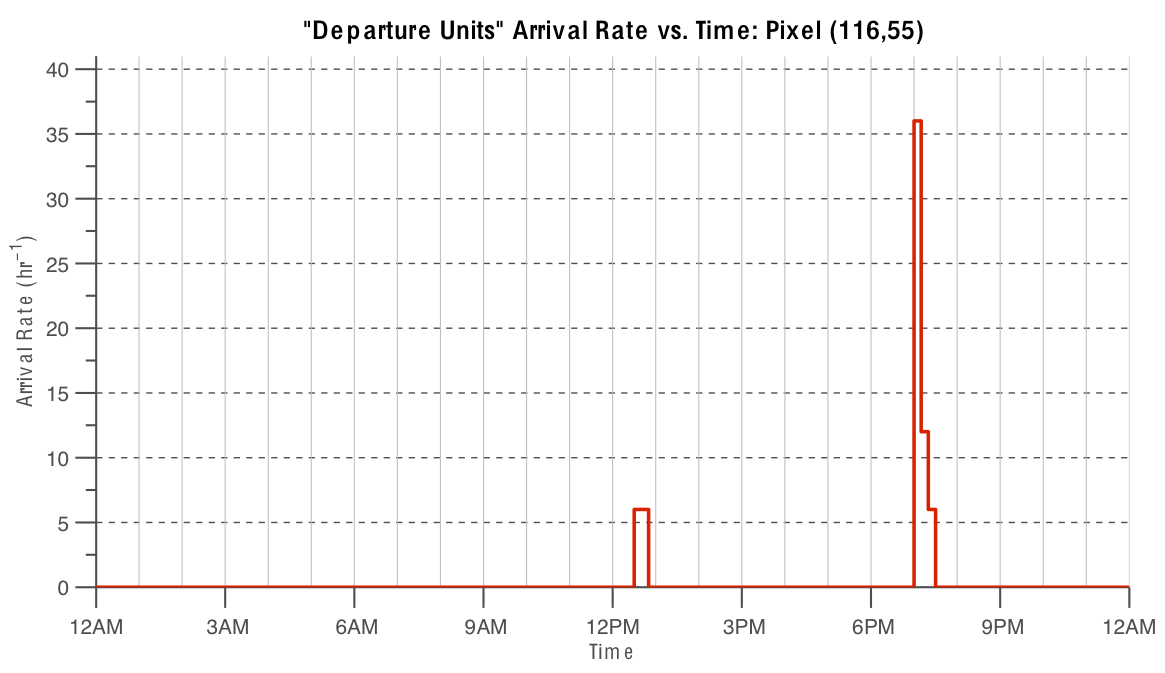 "Departure Units" Arrival Rate vs. Time: Pixel (116,55)
40
35
30
25
20
15
10
5
0
Arrival Rate (hr⁻¹)
12AM 3AM 6AM 9AM 12PM 3PM 6PM 9PM 12AM
Time